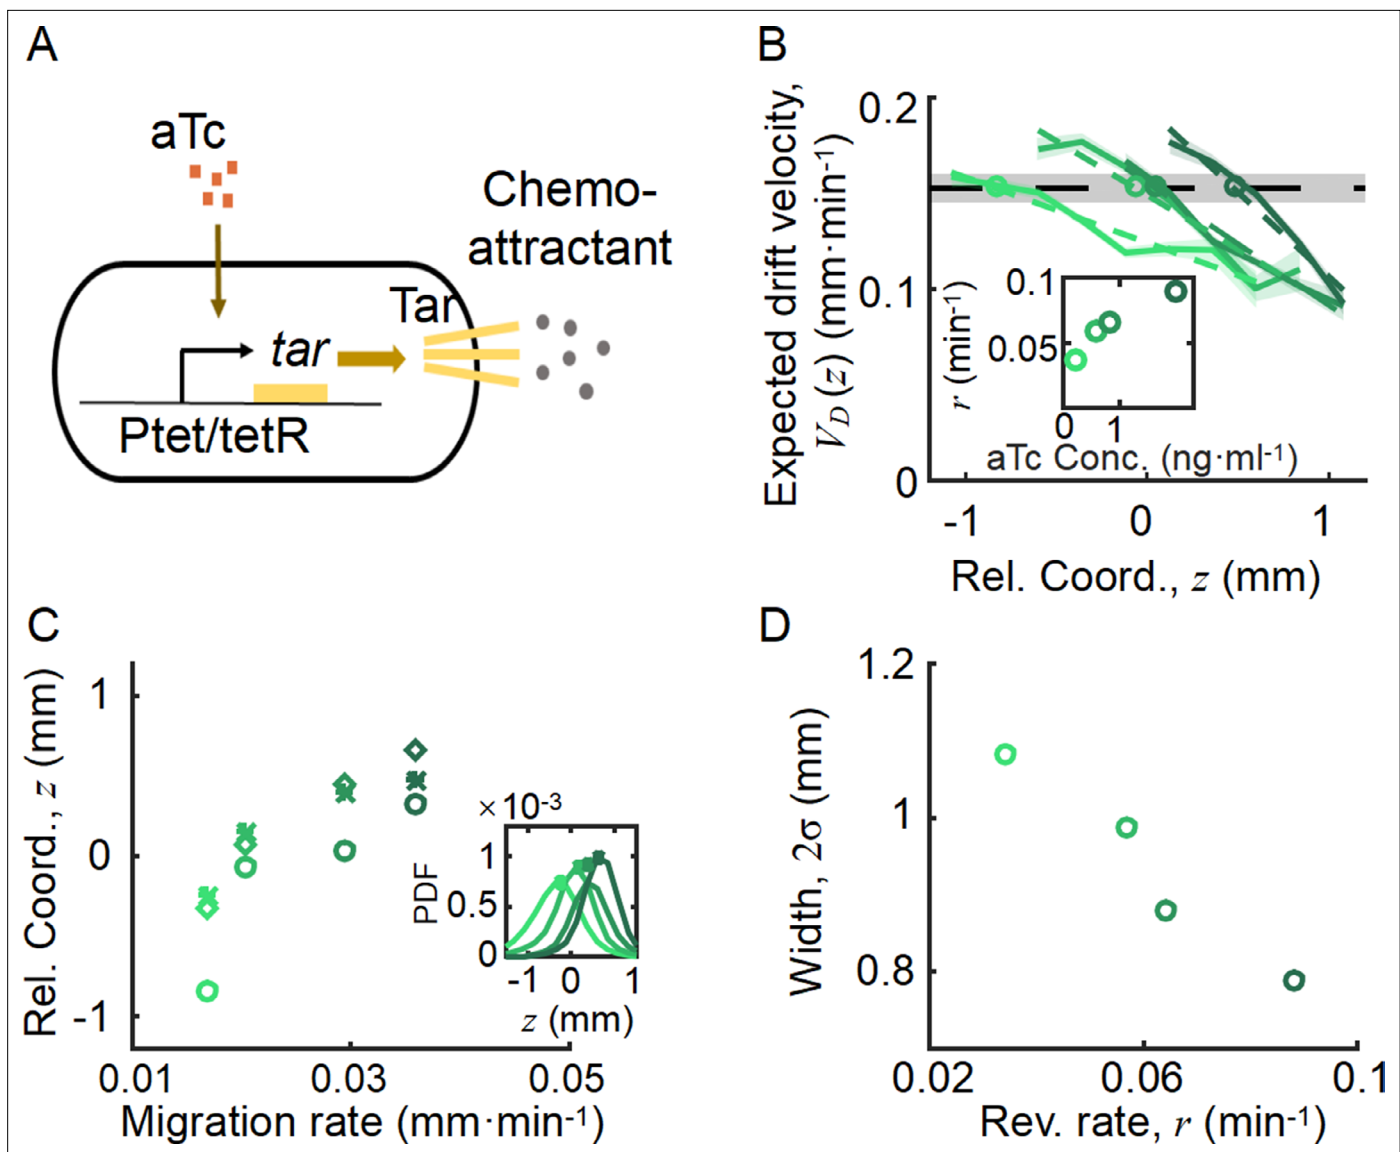 A
aTc
Chemo-
attractant
Tar
tar
Ptet/tetR
B
Expected drift velocity,
V_D (z) (mm·min-1)
0.2
0.1
0
-1
0
1
Rel. Coord., z (mm)
r (min-1)
0.1
0.05
0
1
aTc Conc. (ng·ml-1)
C
Rel. Coord., z (mm)
1
0
-1
0.01
0.03
0.05
Migration rate (mm·min-1)
×10-3
PDF
1
0.5
0
-1
0
1
z (mm)
D
Width, 2σ (mm)
1.2
1
0.8
0.02
0.06
0.1
Rev. rate, r (min-1)